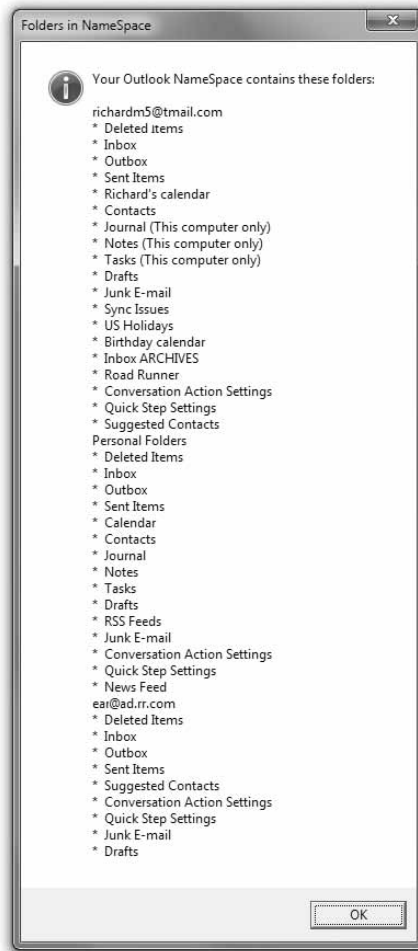 Folders in NameSpace
Your Outlook NameSpace contains these folders:
richardm5@tmail.com
* Deleted Items
* Inbox
* Outbox
* Sent Items
* Richard's calendar
* Contacts
* Journal (This computer only)
* Notes (This computer only)
* Tasks (This computer only)
* Drafts
* Junk E-mail
* Sync Issues
* US Holidays
* Birthday calendar
* Inbox ARCHIVES
* Road Runner
* Conversation Action Settings
* Quick Step Settings
* Suggested Contacts
Personal Folders
* Deleted Items
* Inbox
* Outbox
* Sent Items
* Calendar
* Contacts
* Journal
* Notes
* Tasks
* Drafts
* RSS Feeds
* Junk E-mail
* Conversation Action Settings
* Quick Step Settings
* News Feed
ear@ad.rr.com
* Deleted Items
* Inbox
* Outbox
* Sent Items
* Suggested Contacts
* Conversation Action Settings
* Quick Step Settings
* Junk E-mail
* Drafts
OK